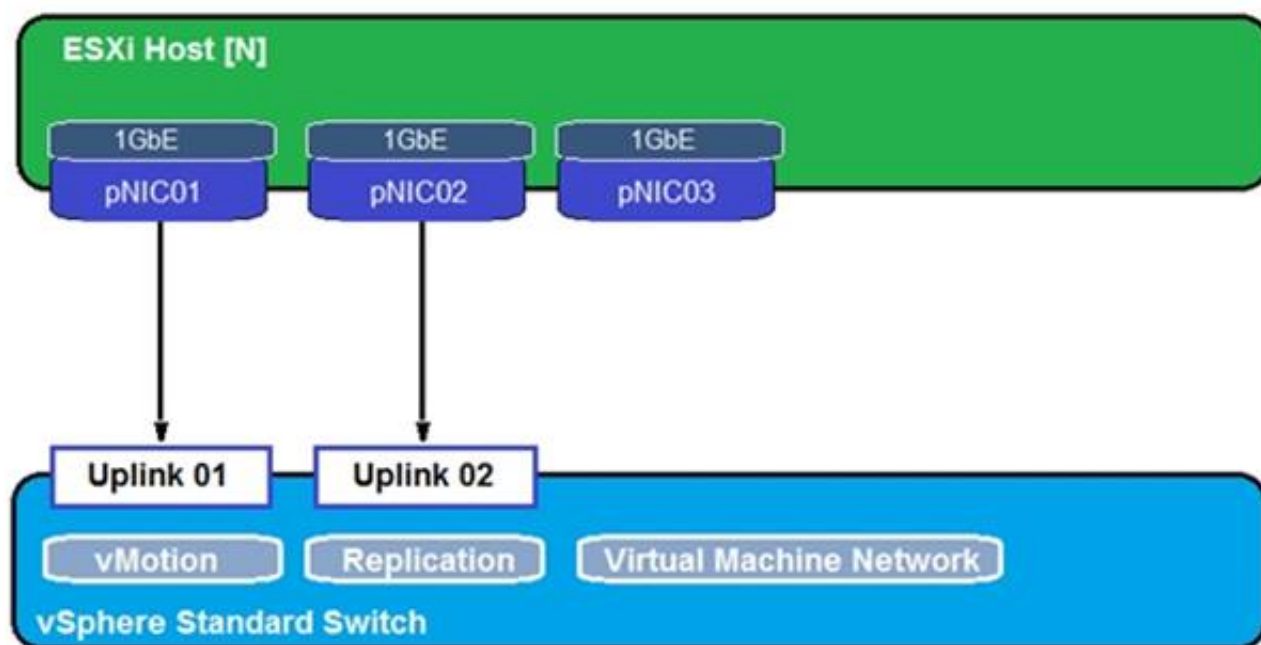 ESXi Host [N]
1GbE 1GbE 1GbE
pNIC01 pNIC02 pNIC03
Uplink 01 Uplink 02
vMotion Replication Virtual Machine Network
vSphere Standard Switch